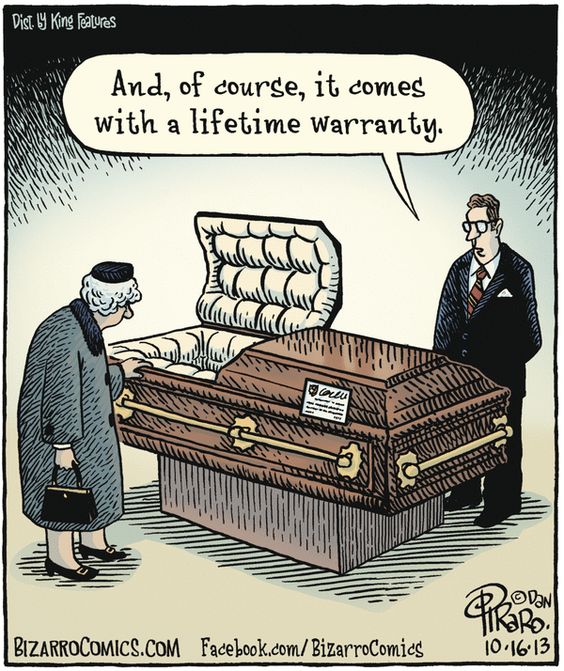 Dist. by King Features
And, of course, it comes
with a lifetime warranty.
© Dan
Piraro.
BizarroComics.com Facebook.com/BizarroComics 10·16·13